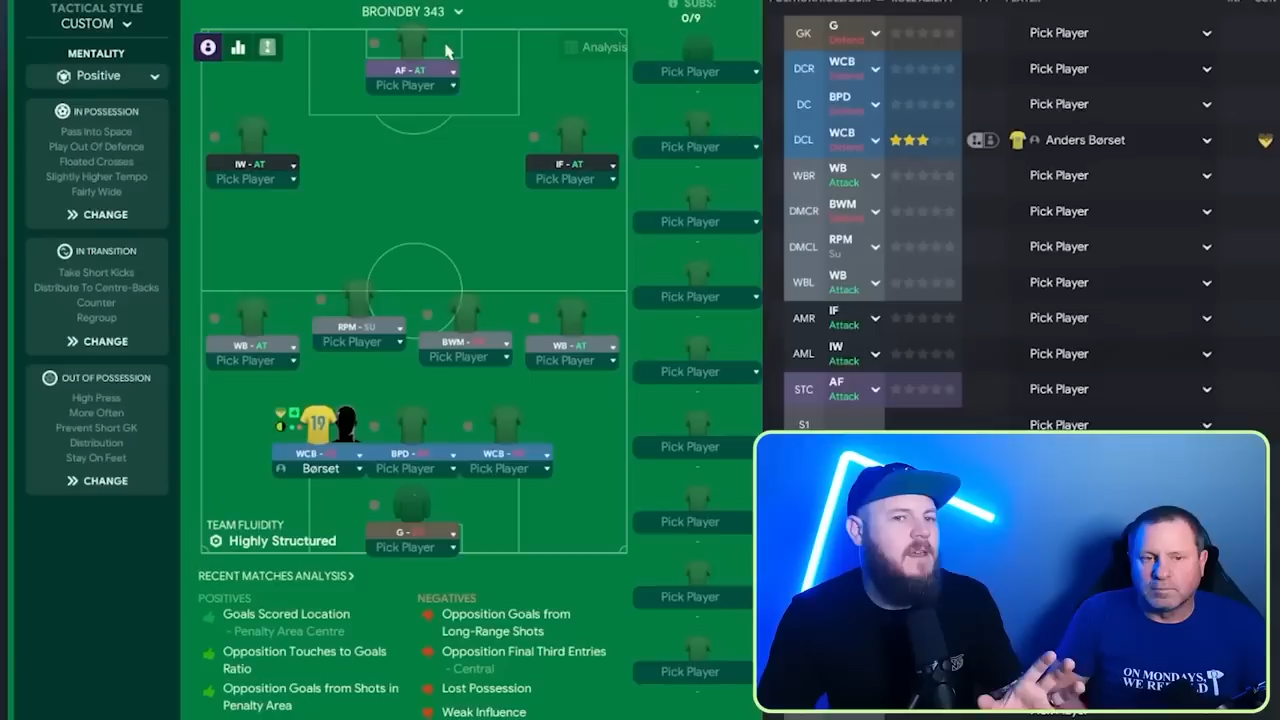 TACTICAL STYLE
CUSTOM
MENTALITY
Positive
IN POSSESSION
Pass Into Space
Play Out Of Defence
Floated Crosses
Slightly Higher Tempo
Fairly Wide
CHANGE
IN TRANSITION
Take Short Kicks
Distribute To Centre-Backs
Counter
Regroup
CHANGE
OUT OF POSSESSION
High Press
More Often
Prevent Short GK
Distribution
Stay On Feet
CHANGE
BRONDBY 343
Analysis
AF - AT
Pick Player
IW - AT
Pick Player
IF - AT
Pick Player
RPM - SU
Pick Player
BWM -
Pick Player
WB - AT
Pick Player
WB - AT
Pick Player
19
WCB -
Børset
BPD -
Pick Player
WCB -
Pick Player
G -
Pick Player
TEAM FLUIDITY
Highly Structured
RECENT MATCHES ANALYSIS
POSITIVES
Goals Scored Location
- Penalty Area Centre
Opposition Touches to Goals
Ratio
Opposition Goals from Shots in
Penalty Area
NEGATIVES
Opposition Goals from
Long-Range Shots
Opposition Final Third Entries
- Central
Lost Possession
Weak Influence
SUBS:
0/9
Pick Player
Pick Player
Pick Player
Pick Player
Pick Player
Pick Player
Pick Player
Pick Player
Pick Player
GK G Defend Pick Player
DCR WCB Defend Pick Player
DC BPD Defend Pick Player
DCL WCB Defend Anders Børset
WBR WB Attack Pick Player
DMCR BWM Defend Pick Player
DMCL RPM Su Pick Player
WBL WB Attack Pick Player
AMR IF Attack Pick Player
AML IW Attack Pick Player
STC AF Attack Pick Player
S1 Pick Player
ON MONDAYS,
WE